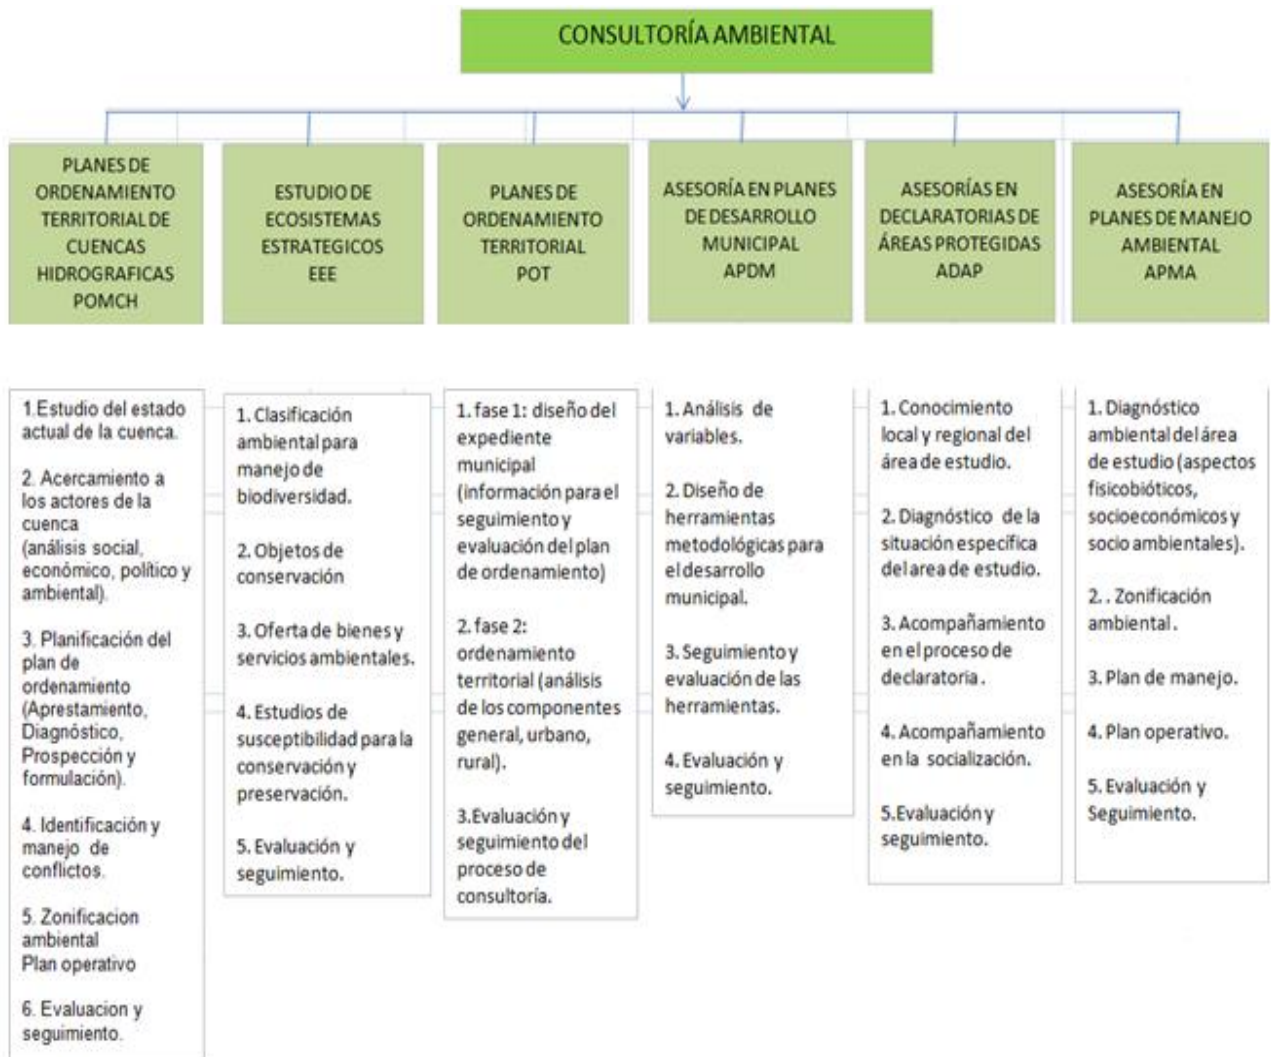 CONSULTORÍA AMBIENTAL
PLANES DE
ORDENAMIENTO
TERRITORIAL DE
CUENCAS
HIDROGRAFICAS
POMCH
ESTUDIO DE
ECOSISTEMAS
ESTRATEGICOS
EEE
PLANES DE
ORDENAMIENTO
TERRITORIAL
POT
ASESORÍA EN PLANES
DE DESARROLLO
MUNICIPAL
APDM
ASESORÍAS EN
DECLARATORIAS DE
ÁREAS PROTEGIDAS
ADAP
ASESORÍA EN
PLANES DE MANEJO
AMBIENTAL
APMA
1.Estudio del estado
actual de la cuenca.
2. Acercamiento a
los actores de la
cuenca
(análisis social,
económico, político y
ambiental).
3. Planificación del
plan de
ordenamiento
(Aprestamiento,
Diagnóstico,
Prospección y
formulación).
4. Identificación y
manejo de
conflictos.
5. Zonificacion
ambiental
Plan operativo
6. Evaluacion y
seguimiento.
1. Clasificación
ambiental para
manejo de
biodiversidad.
2. Objetos de
conservación
3. Oferta de bienes y
servicios ambientales.
4. Estudios de
susceptibilidad para la
conservación y
preservación.
5. Evaluación y
seguimiento.
1. fase 1: diseño del
expediente
municipal
(información para el
seguimiento y
evaluación del plan
de ordenamiento)
2. fase 2:
ordenamiento
territorial (análisis
de los componentes
general, urbano,
rural).
3.Evaluación y
seguimiento del
proceso de
consultoría.
1. Análisis de
variables.
2. Diseño de
herramientas
metodológicas para
el desarrollo
municipal.
3. Seguimiento y
evaluación de las
herramientas.
4. Evaluación y
seguimiento.
1. Conocimiento
local y regional del
área de estudio.
2. Diagnóstico de la
situación específica
del area de estudio.
3. Acompañamiento
en el proceso de
declaratoria .
4. Acompañamiento
en la socialización.
5.Evaluación y
seguimiento.
1. Diagnóstico
ambiental del área
de estudio (aspectos
fisicobióticos,
socioeconómicos y
socio ambientales).
2. . Zonificación
ambiental.
3. Plan de manejo.
4. Plan operativo.
5. Evaluación y
Seguimiento.